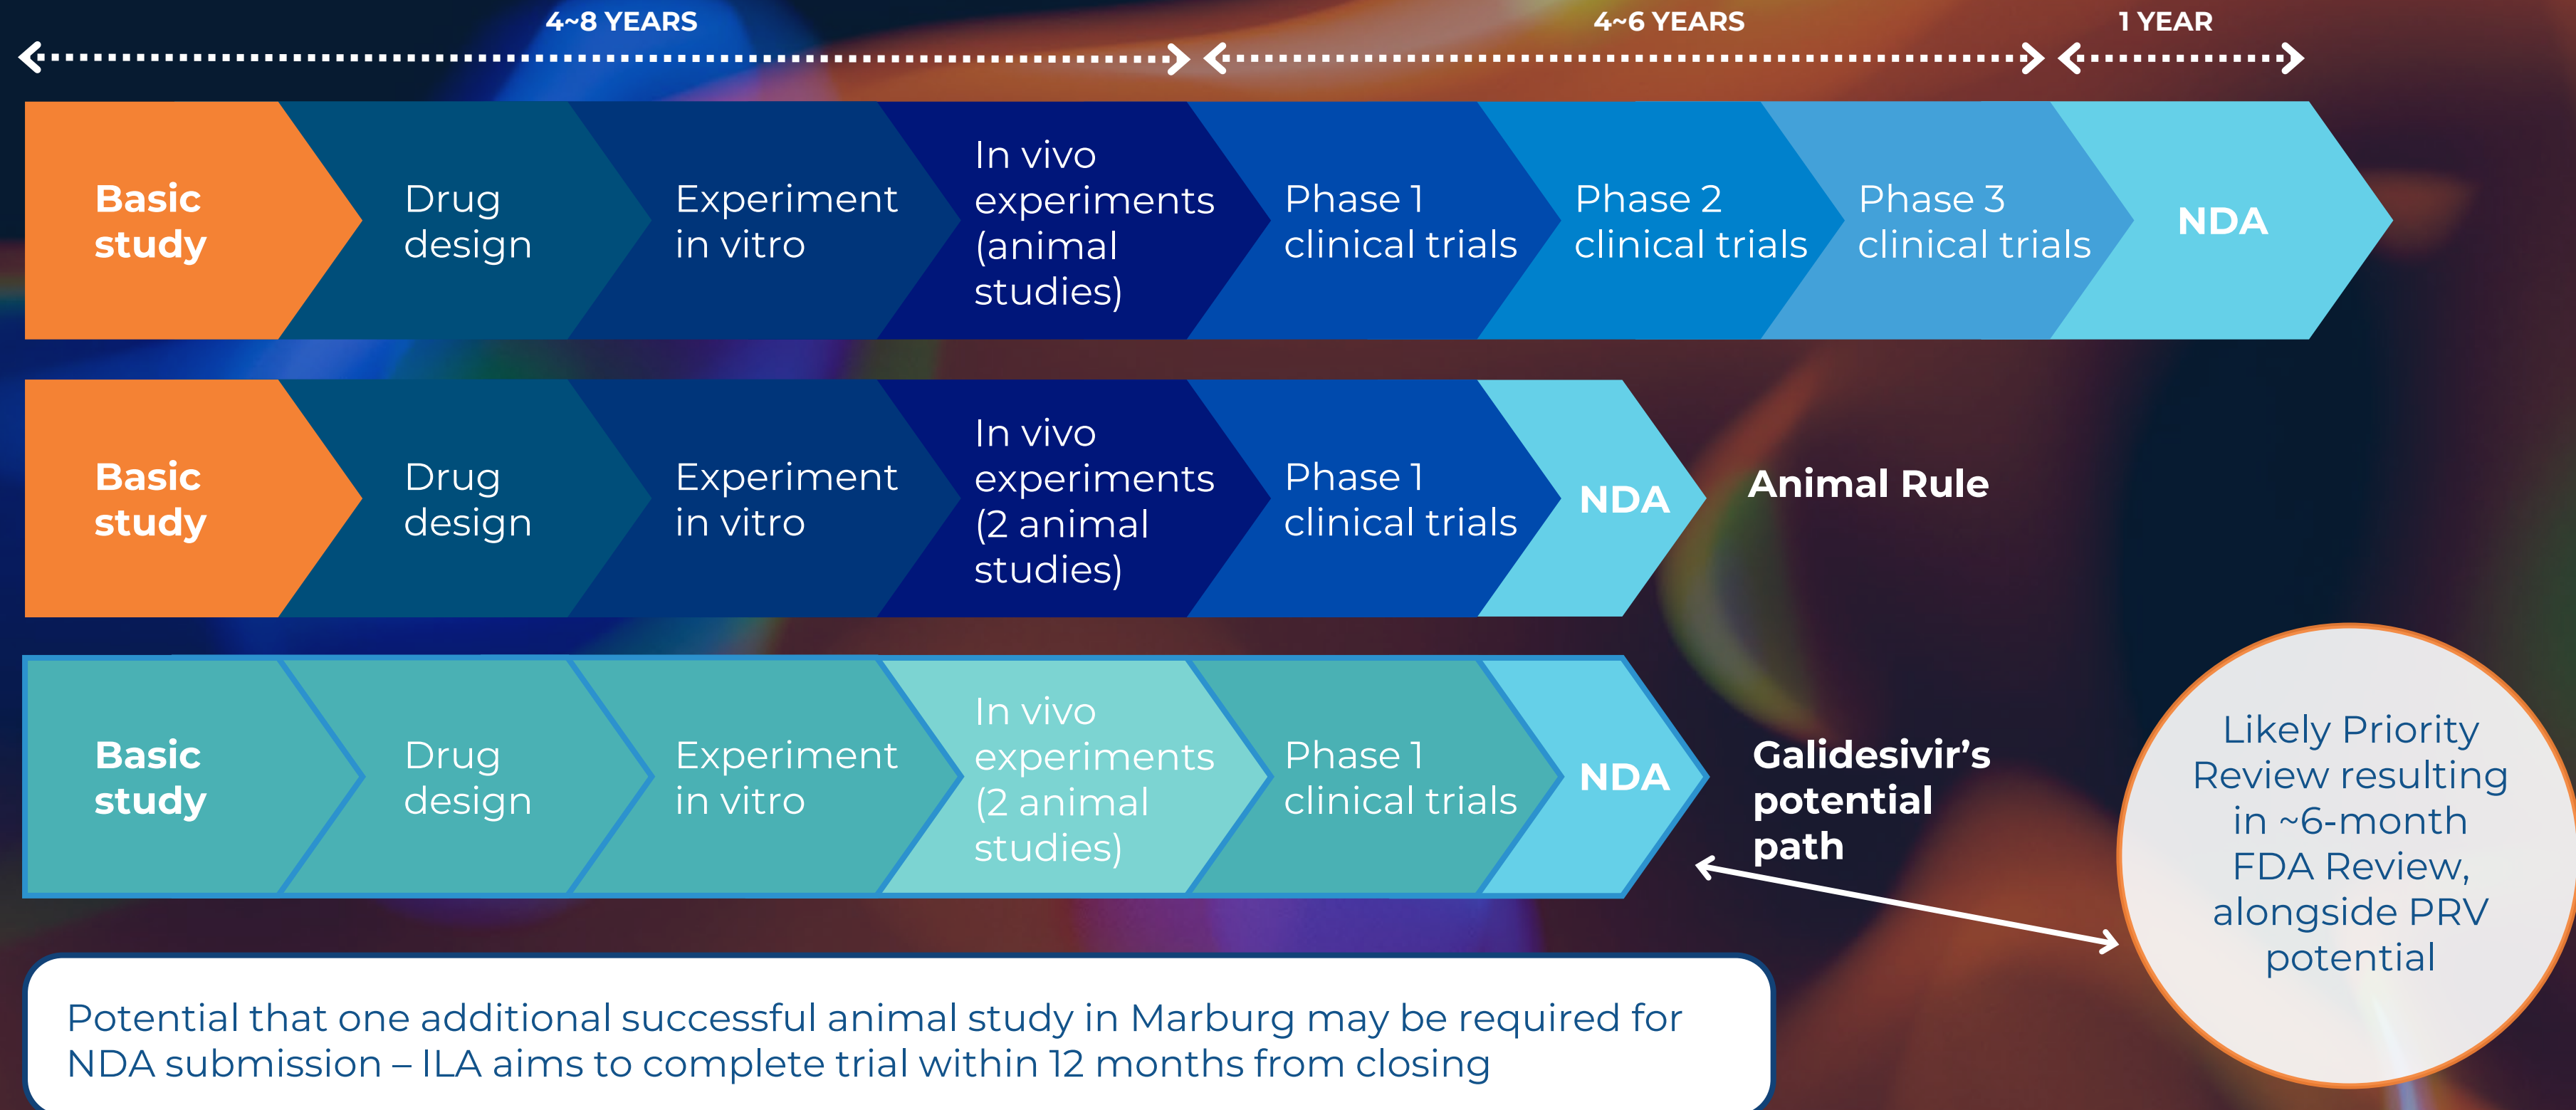 4~8 YEARS
4~6 YEARS
1 YEAR
Basic
study
Drug
design
Experiment
in vitro
In vivo
experiments
(animal
studies)
Phase 1
clinical trials
Phase 2
clinical trials
Phase 3
clinical trials
NDA
Basic
study
Drug
design
Experiment
in vitro
In vivo
experiments
(2 animal
studies)
Phase 1
clinical trials
NDA
Animal Rule
Basic
study
Drug
design
Experiment
in vitro
In vivo
experiments
(2 animal
studies)
Phase 1
clinical trials
NDA
Galidesivir’s
potential
path
Likely Priority
Review resulting
in ~6-month
FDA Review,
alongside PRV
potential
Potential that one additional successful animal study in Marburg may be required for
NDA submission – ILA aims to complete trial within 12 months from closing